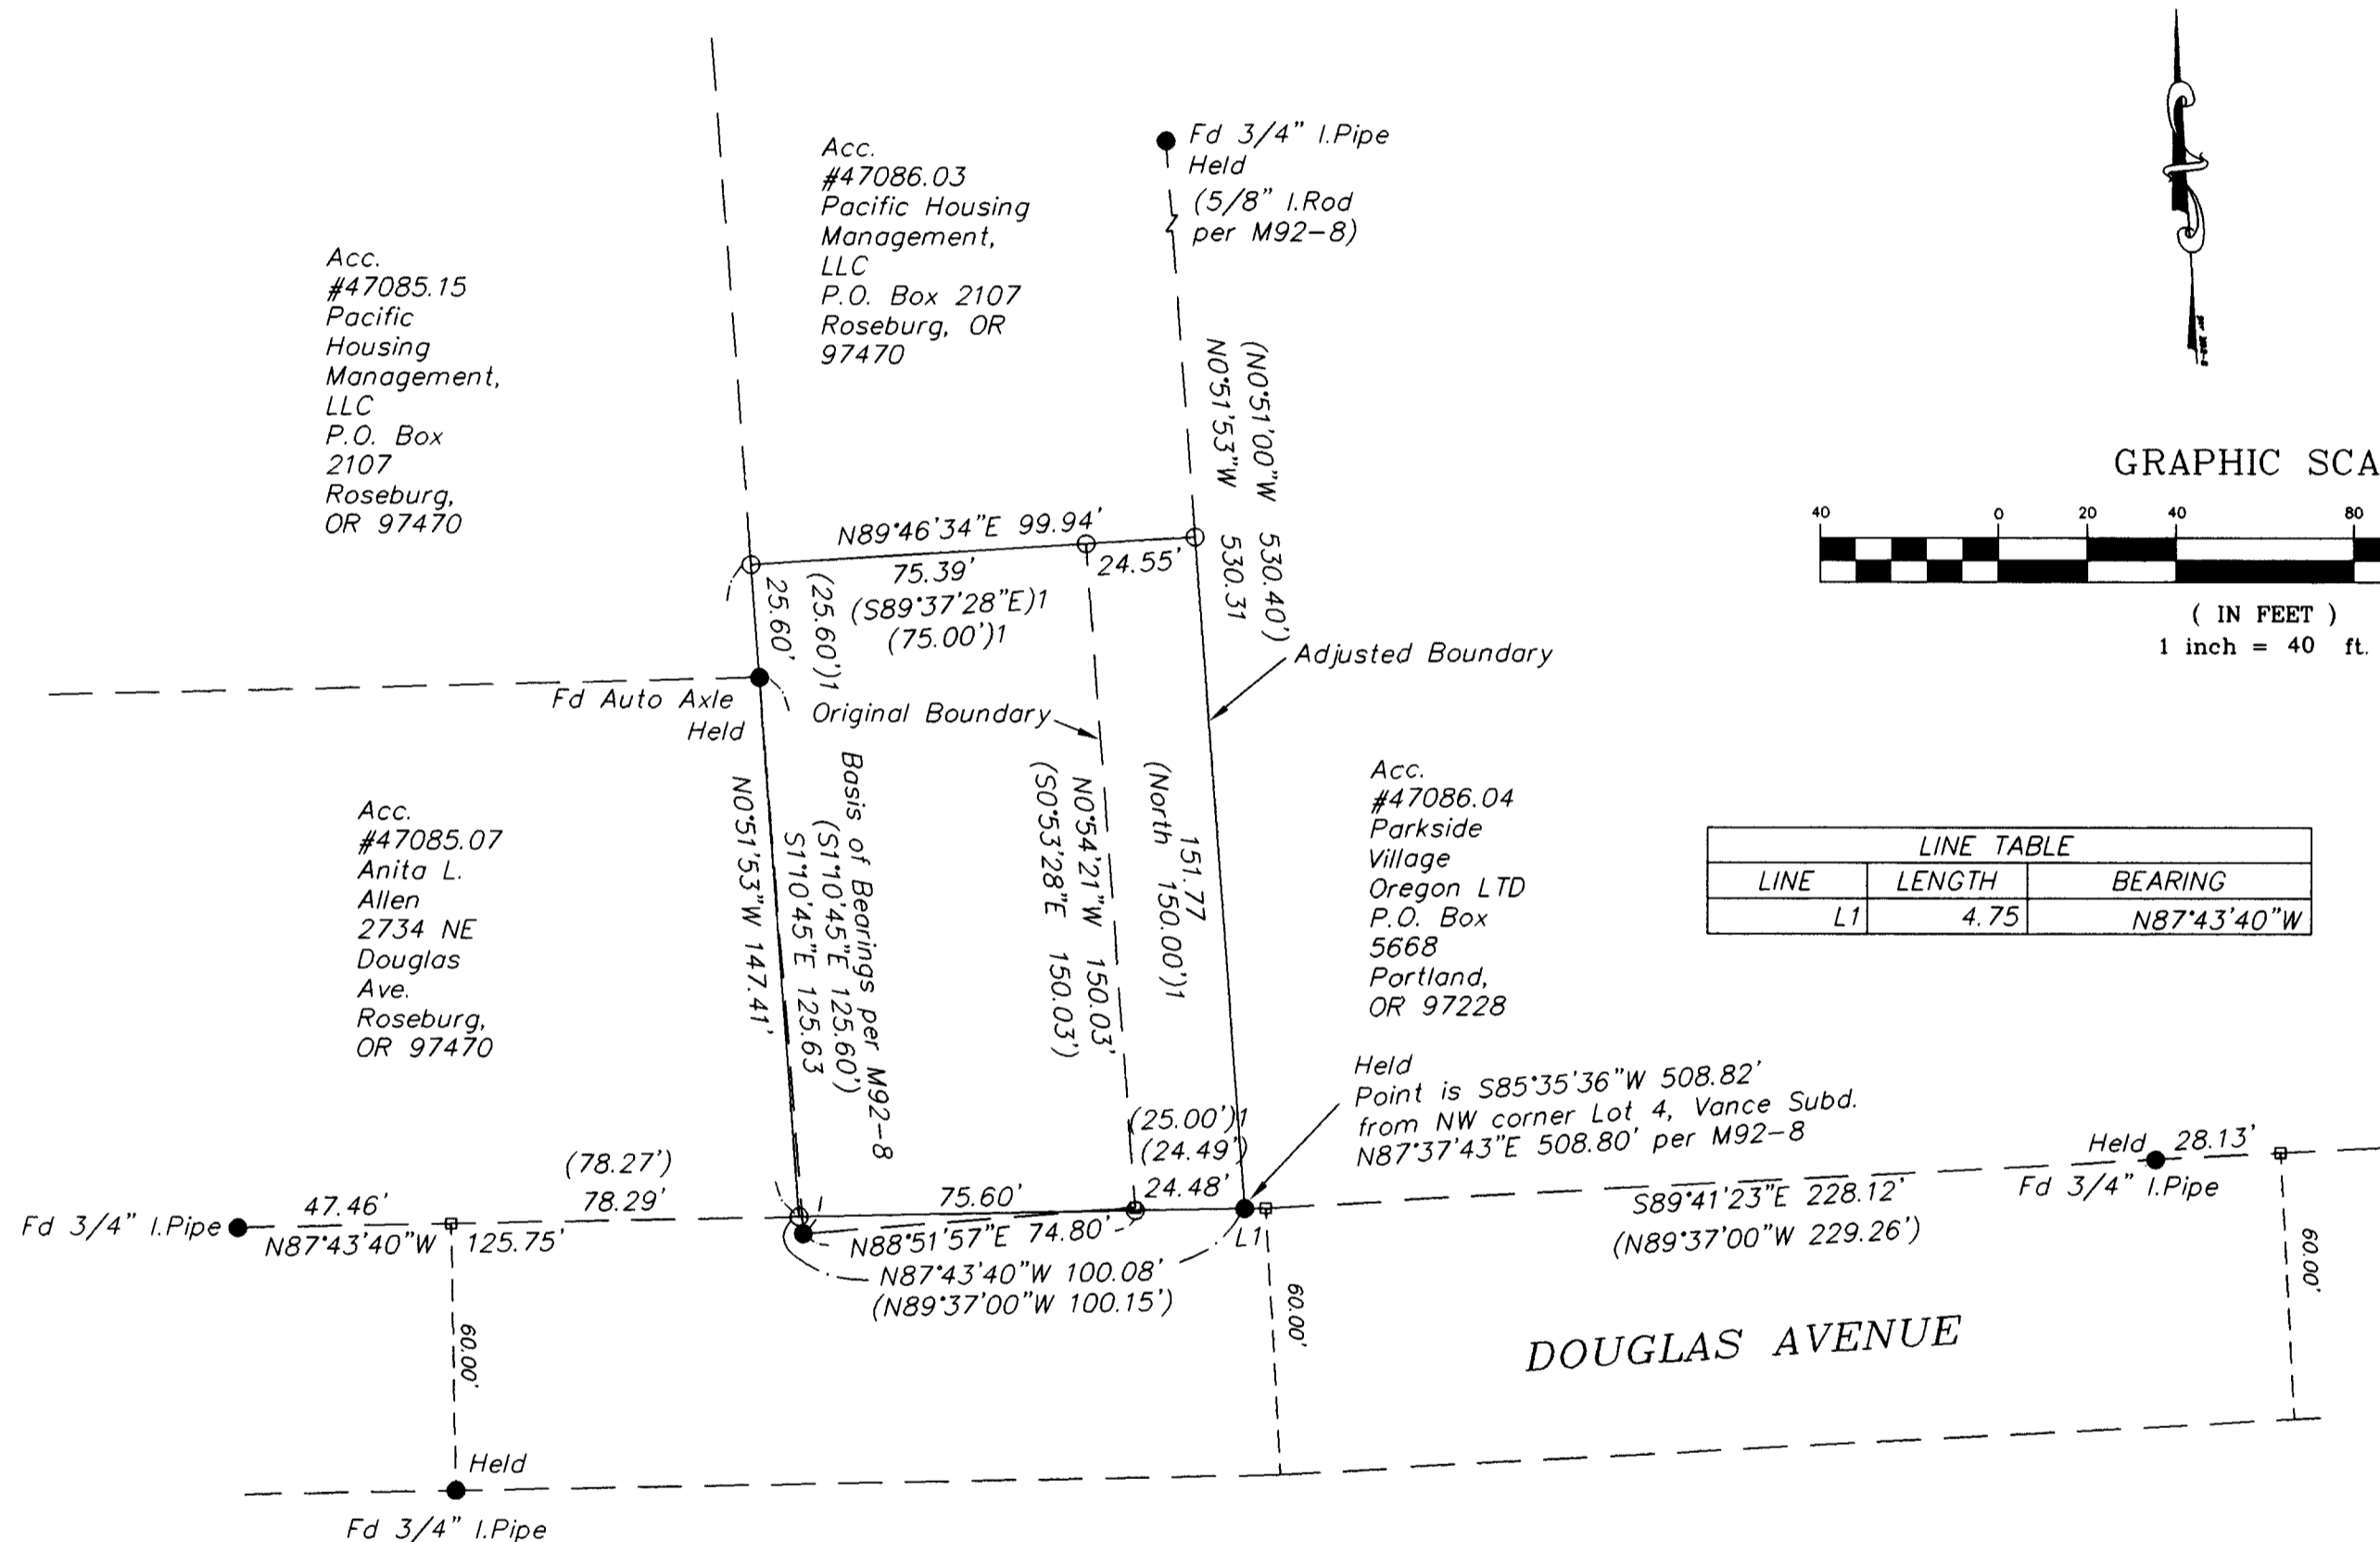 Fd 3/4" I.Pipe
Held
(5/8" I.Rod
per M92-8)
Acc.
#47086.03
Pacific Housing
Management,
LLC
P.O. Box 2107
Roseburg, OR
97470
Acc.
#47085.15
Pacific
Housing
Management,
LLC
P.O. Box
2107
Roseburg,
OR 97470
(N0°51'00"W 530.40')
N0°51'53"W 530.31
GRAPHIC SCA
40 0 20 40 80
( IN FEET )
1 inch = 40 ft.
N89°46'34"E 99.94'
75.39'
24.55'
(S89°37'28"E)1
(75.00')1
25.60'
(25.60')1
Adjusted Boundary
Fd Auto Axle
Held
Original Boundary
Acc.
#47085.07
Anita L.
Allen
2734 NE
Douglas
Ave.
Roseburg,
OR 97470
N0°51'53"W 147.41'
Basis of Bearings per M92-8
(S1°10'45"E 125.60')
S1°10'45"E 125.63
N0°54'21"W 150.03'
(S0°53'28"E 150.03')
151.77
(North 150.00')1
Acc.
#47086.04
Parkside
Village
Oregon LTD
P.O. Box
5668
Portland,
OR 97228
LINE TABLE
LINE LENGTH BEARING
L1 4.75 N87°43'40"W
Held
Point is S85°35'36"W 508.82'
from NW corner Lot 4, Vance Subd.
N87°37'43"E 508.80' per M92-8
(25.00')1
(24.49')
24.48'
75.60'
(78.27')
78.29'
47.46'
Fd 3/4" I.Pipe
N87°43'40"W 125.75'
N88°51'57"E 74.80'
L1
N87°43'40"W 100.08'
(N89°37'00"W 100.15')
Held 28.13'
Fd 3/4" I.Pipe
S89°41'23"E 228.12'
(N89°37'00"W 229.26')
60.00'
60.00'
60.00'
DOUGLAS AVENUE
Held
Fd 3/4" I.Pipe